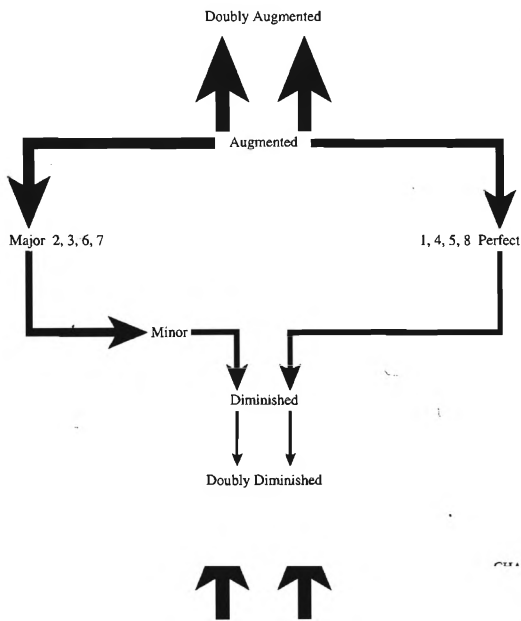 Doubly Augmented
Augmented
Major 2, 3, 6, 7
1, 4, 5, 8 Perfect
Minor
Diminished
Doubly Diminished